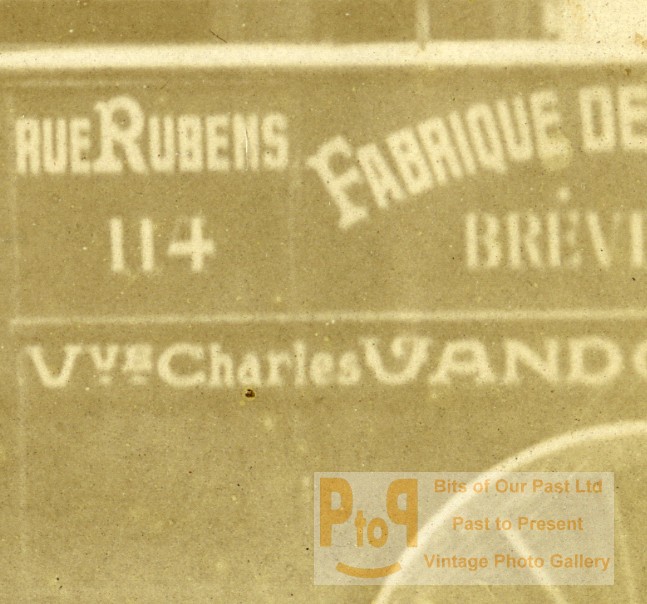 RUE RUBENS
114
FABRIQUE DE
BRÉVE
Vve Charles VANDO
PtoP
Bits of Our Past Ltd
Past to Present
Vintage Photo Gallery